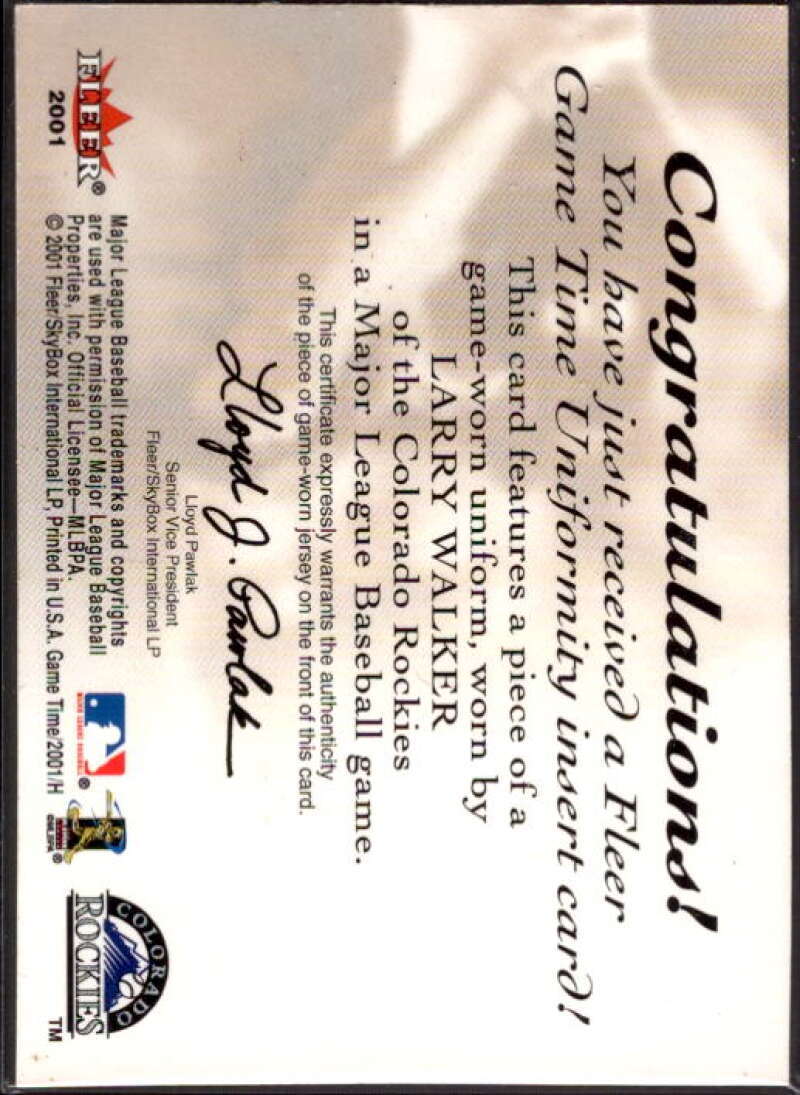 Congratulations!
You have just received a Fleer
Game Time Uniformity insert card!
This card features a piece of a
game-worn uniform, worn by
LARRY WALKER
of the Colorado Rockies
in a Major League Baseball game.
This certificate expressly warrants the authenticity
of the piece of game-worn jersey on the front of this card.
Lloyd J. Pawlak
Lloyd Pawlak
Senior Vice President
Fleer/SkyBox International LP
FLEER®
2001
Major League Baseball trademarks and copyrights
are used with permission of Major League Baseball
Properties, Inc. Official Licensee—MLBPA.
© 2001 Fleer/SkyBox International LP, Printed in U.S.A. Game Time/2001/H
®
®
COLORADO
ROCKIES
TM